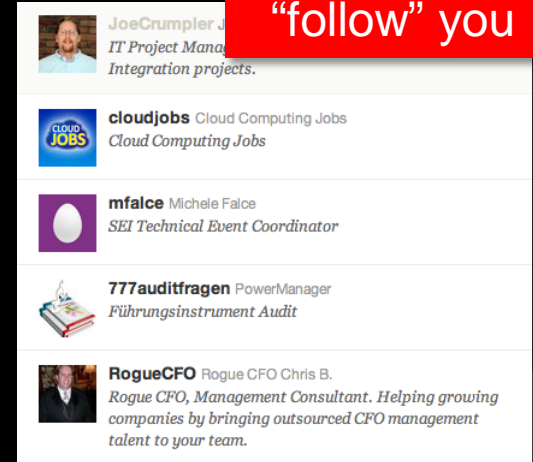 “follow” you
JoeCrumpler J
IT Project Mana
Integration projects.
cloudjobs Cloud Computing Jobs
CLOUD
JOBS
Cloud Computing Jobs
mfalce Michele Falce
SEI Technical Event Coordinator
777auditfragen PowerManager
Führungsinstrument Audit
RogueCFO Rogue CFO Chris B.
Rogue CFO, Management Consultant. Helping growing
companies by bringing outsourced CFO management
talent to your team.